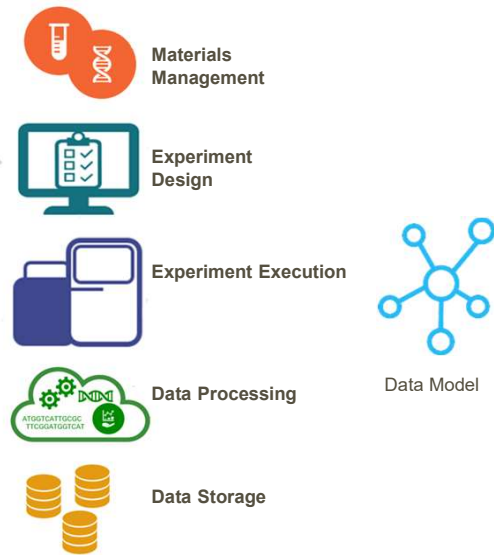 Materials
Management
Experiment
Design
Experiment Execution
Data Processing
ATGGTCATTGCGC
TTCGGATGGTCAT
Data Storage
Data Model